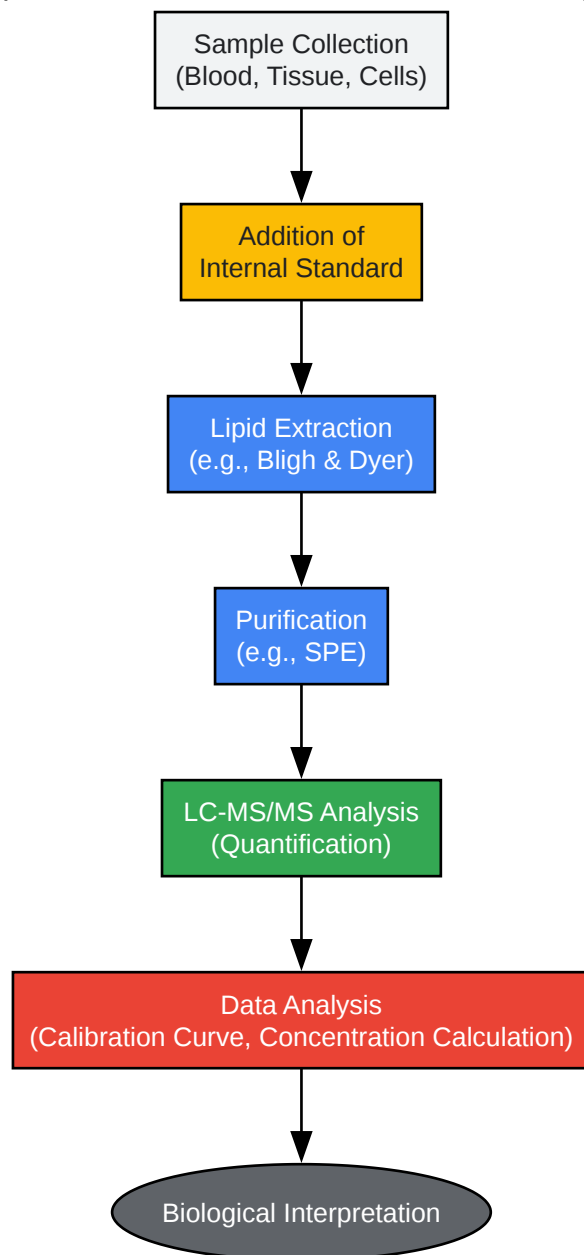 Sample Collection
(Blood, Tissue, Cells)
Addition of
Internal Standard
Lipid Extraction
(e.g., Bligh & Dyer)
Purification
(e.g., SPE)
LC-MS/MS Analysis
(Quantification)
Data Analysis
(Calibration Curve, Concentration Calculation)
Biological Interpretation